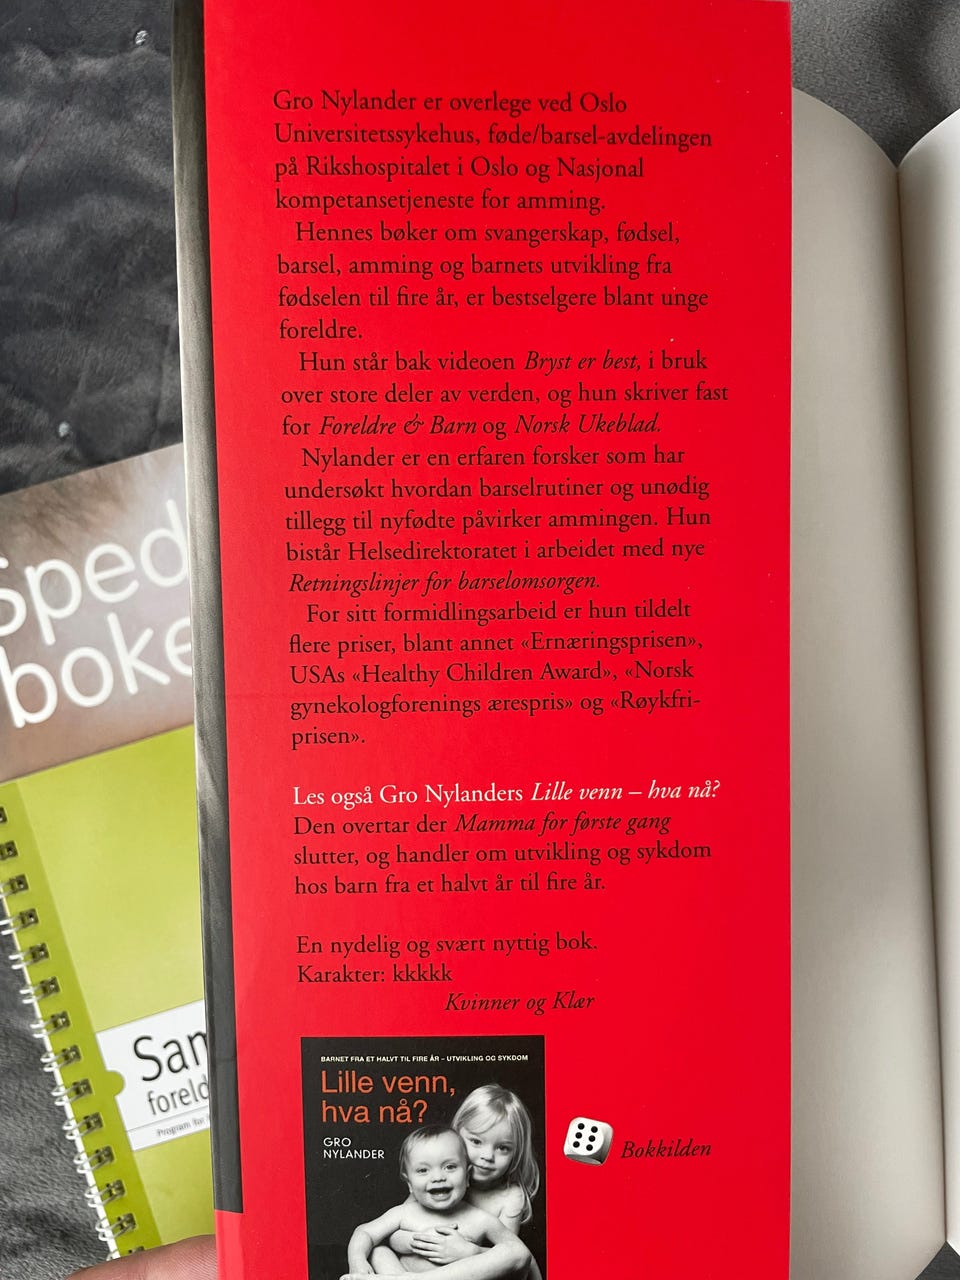 Gro Nylander er overlege ved Oslo
Universitetssykehus, føde/barsel-avdelingen
på Rikshospitalet i Oslo og Nasjonal
kompetansetjeneste for amming.
Hennes bøker om svangerskap, fødsel,
barsel, amming og barnets utvikling fra
fødselen til fire år, er bestselgere blant unge
foreldre.
Hun står bak videoen Bryst er best, i bruk
over store deler av verden, og hun skriver fast
for Foreldre & Barn og Norsk Ukeblad.
Nylander er en erfaren forsker som har
undersøkt hvordan barselrutiner og unødig
tillegg til nyfødte påvirker ammingen. Hun
bistår Helsedirektoratet i arbeidet med nye
Retningslinjer for barselomsorgen.
For sitt formidlingsarbeid er hun tildelt
flere priser, blant annet «Ernæringsprisen»,
USAs «Healthy Children Award», «Norsk
gynekologforenings ærespris» og «Røykfri-
prisen».
Les også Gro Nylanders Lille venn – hva nå?
Den overtar der Mamma for første gang
slutter, og handler om utvikling og sykdom
hos barn fra et halvt år til fire år.
En nydelig og svært nyttig bok.
Karakter: kkkkk
Kvinner og Klær
BARNET FRA ET HALVT TIL FIRE ÅR – UTVIKLING OG SYKDOM
Lille venn,
hva nå?
GRO
NYLANDER
Bokkilden
Sped
boke
San
foreld
Program for